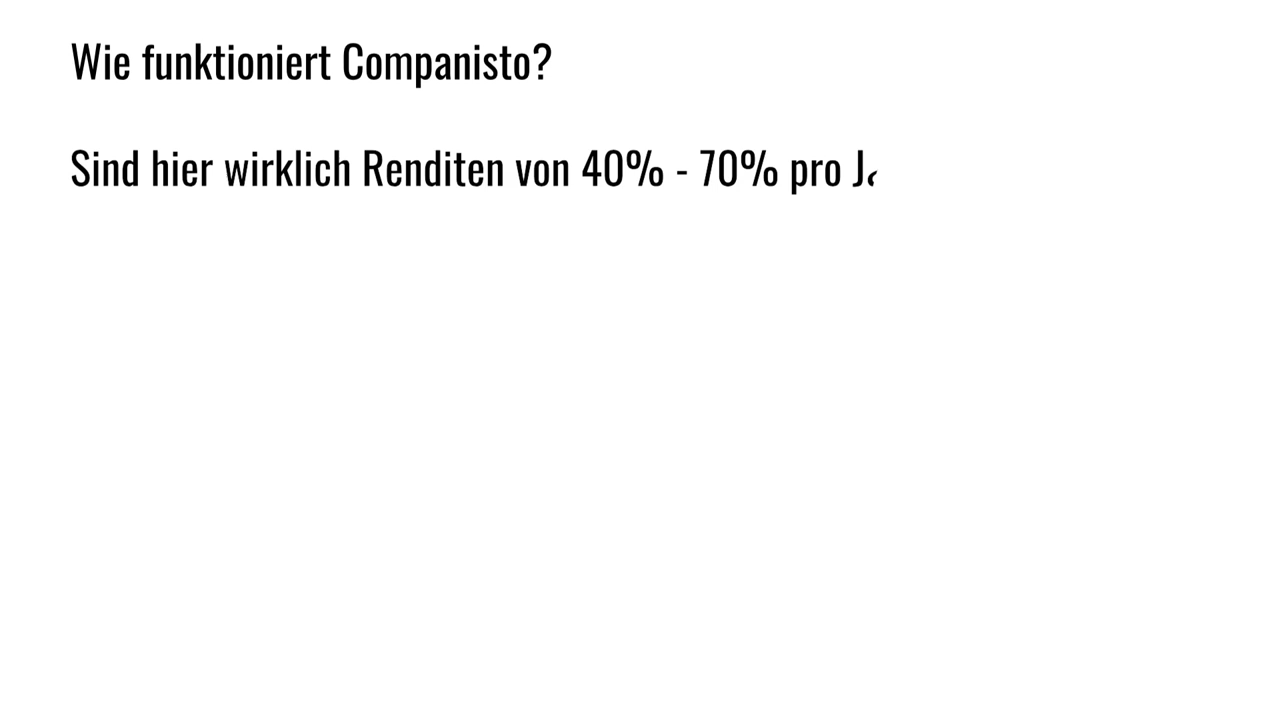 Wie funktioniert Companisto?
Sind hier wirklich Renditen von 40% - 70% pro